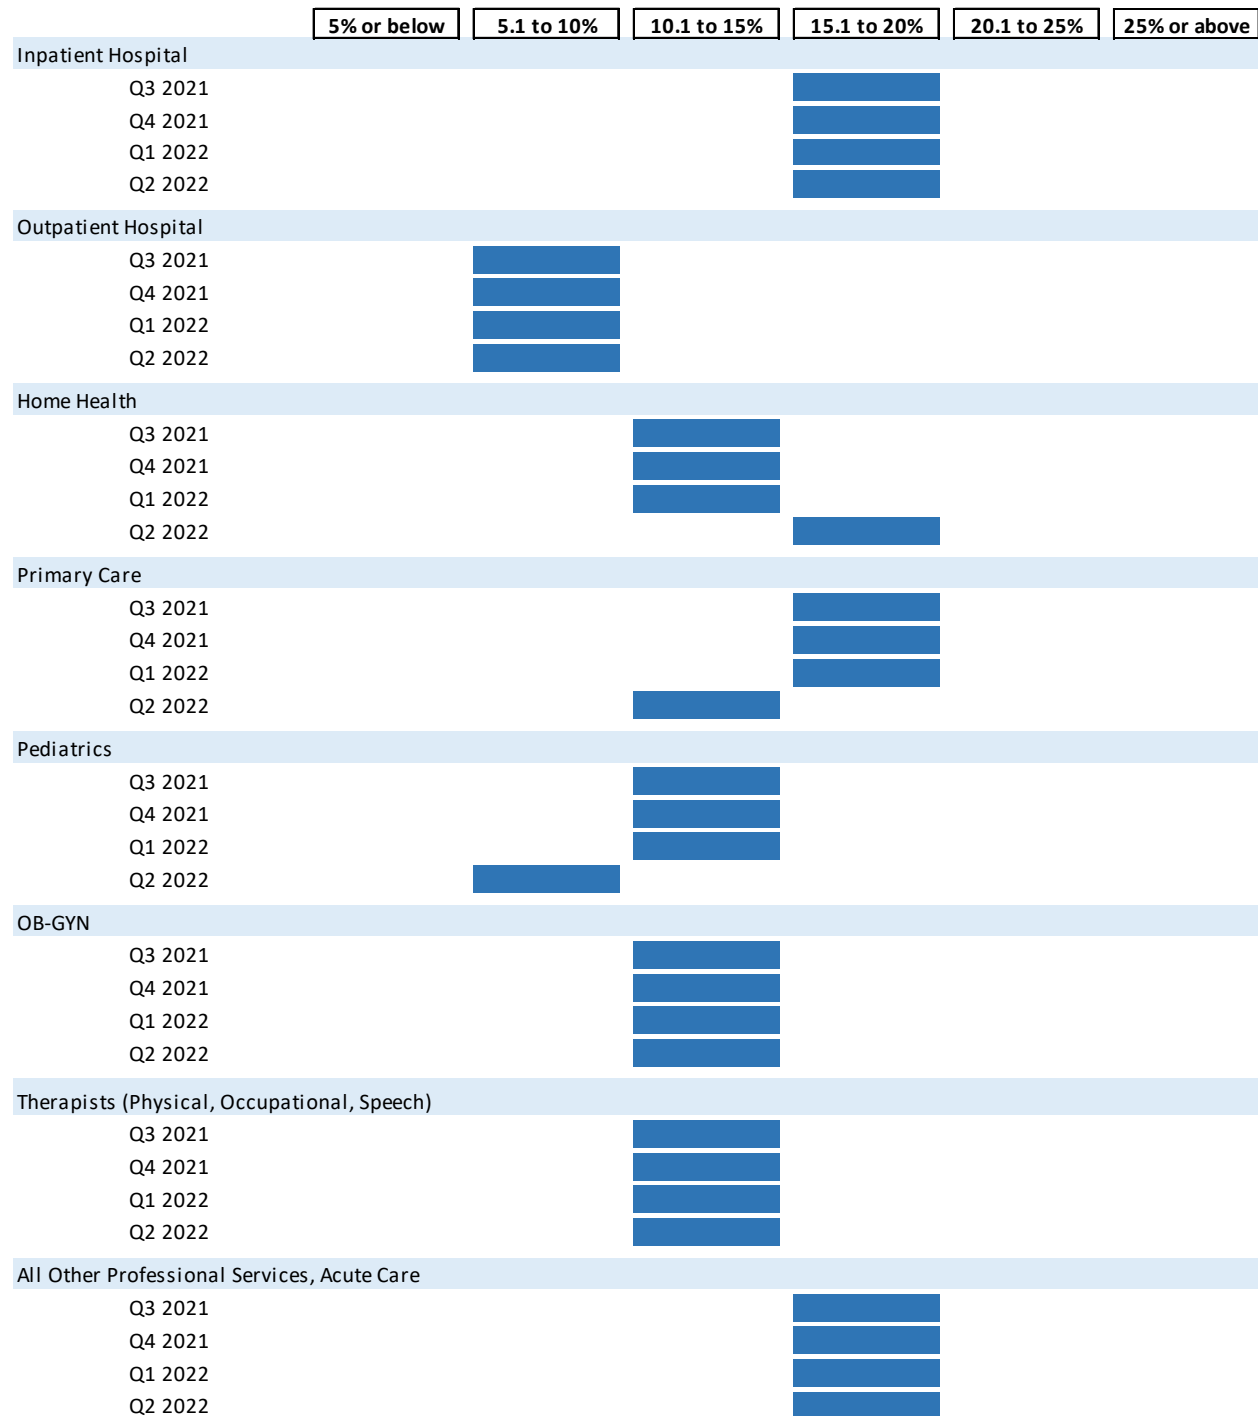 5% or below 5.1 to 10% 10.1 to 15% 15.1 to 20% 20.1 to 25% 25% or above
Inpatient Hospital
Q3 2021
Q4 2021
Q1 2022
Q2 2022
Outpatient Hospital
Q3 2021
Q4 2021
Q1 2022
Q2 2022
Home Health
Q3 2021
Q4 2021
Q1 2022
Q2 2022
Primary Care
Q3 2021
Q4 2021
Q1 2022
Q2 2022
Pediatrics
Q3 2021
Q4 2021
Q1 2022
Q2 2022
OB-GYN
Q3 2021
Q4 2021
Q1 2022
Q2 2022
Therapists (Physical, Occupational, Speech)
Q3 2021
Q4 2021
Q1 2022
Q2 2022
All Other Professional Services, Acute Care
Q3 2021
Q4 2021
Q1 2022
Q2 2022